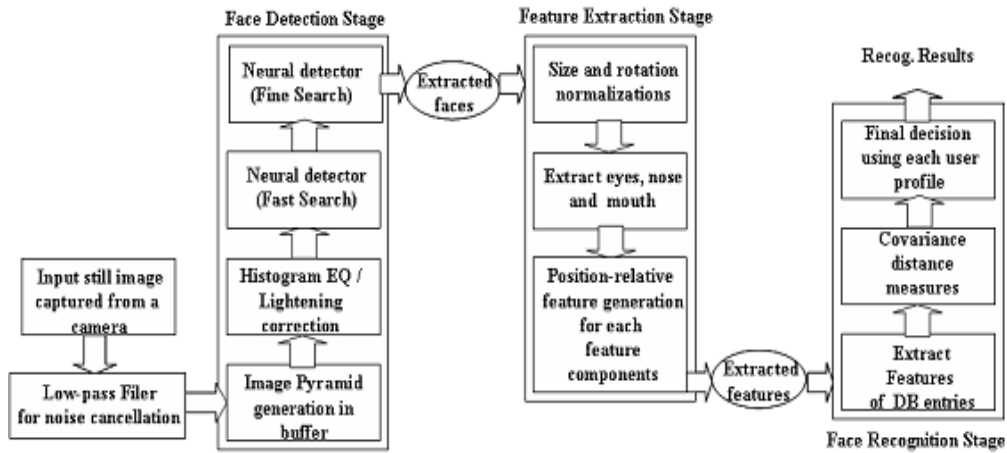 Input still image
captured from a
camera
Low-pass Filer
for noise cancellation
Face Detection Stage
Image Pyramid
generation in
buffer
Histogram EQ /
Lightening
correction
Neural detector
(Fast Search)
Neural detector
(Fine Search)
Extracted
faces
Feature Extraction Stage
Size and rotation
normalizations
Extract eyes, nose
and mouth
Position-relative
feature generation
for each
feature
components
Extracted
features
Face Recognition Stage
Extract
Features
of DB entries
Covariance
distance
measures
Final decision
using each user
profile
Recog. Results